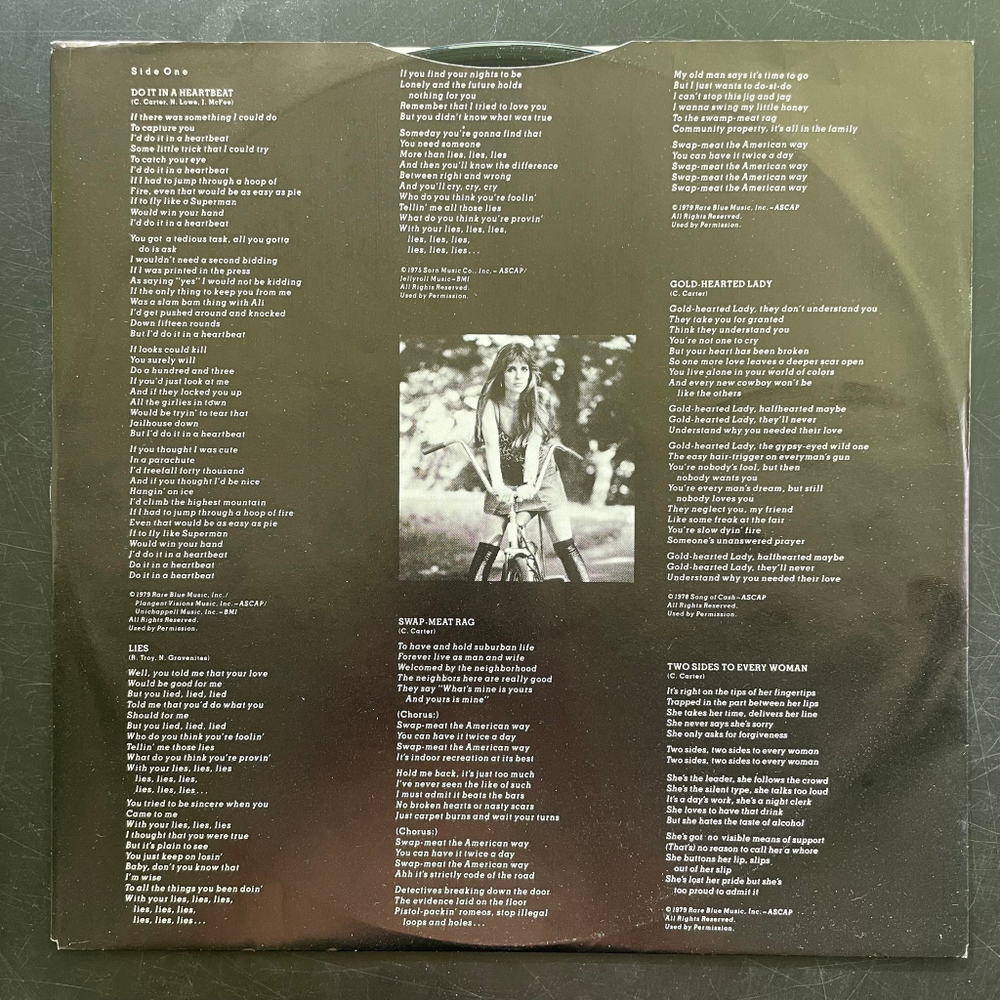 Side One
DO IT IN A HEARTBEAT
(C. Carter, N. Lowe, J. McFee)
If there was something I could do
To capture you
I'd do it in a heartbeat
Some little trick that I could try
To catch your eye
I'd do it in a heartbeat
If I had to jump through a hoop of
Fire, even that would be as easy as pie
If to fly like a Superman
Would win your hand
I'd do it in a heartbeat
You got a tedious task, all you gotta
do is ask
I wouldn't need a second bidding
If I was printed in the press
As saying "yes" I would not be kidding
If the only thing to keep you from me
Was a slam bam thing with Ali
I'd get pushed around and knocked
Down fifteen rounds
But I'd do it in a heartbeat
If looks could kill
You surely will
Do a hundred and three
If you'd just look at me
And if they locked you up
All the girlies in town
Would be tryin' to tear that
Jailhouse down
But I'd do it in a heartbeat
If you thought I was cute
In a parachute
I'd freefall forty thousand
And if you thought I'd be nice
Hangin' on ice
I'd climb the highest mountain
If I had to jump through a hoop of fire
Even that would be as easy as pie
If to fly like Superman
Would win your hand
I'd do it in a heartbeat
Do it in a heartbeat
Do it in a heartbeat
© 1979 Rare Blue Music, Inc./
Plangent Visions Music, Inc.–ASCAP/
Unichappell Music, Inc.–BMI
All Rights Reserved.
Used by Permission.
LIES
(R. Troy, N. Gravenites)
Well, you told me that your love
Would be good for me
But you lied, lied, lied
Told me that you'd do what you
Should for me
But you lied, lied, lied
Who do you think you're foolin'
Tellin' me those lies
What do you think you're provin'
With your lies, lies, lies
lies, lies, lies,
lies, lies, lies...
You tried to be sincere when you
Came to me
With your lies, lies, lies
I thought that you were true
But it's plain to see
You just keep on losin'
Baby, don't you know that
I'm wise
To all the things you been doin'
With your lies, lies, lies,
lies, lies, lies,
lies, lies, lies...
If you find your nights to be
Lonely and the future holds
nothing for you
Remember that I tried to love you
But you didn't know what was true
Someday you're gonna find that
You need someone
More than lies, lies, lies
And then you'll know the difference
Between right and wrong
And you'll cry, cry, cry
Who do you think you're foolin'
Tellin' me all those lies
What do you think you're provin'
With your lies, lies, lies,
lies, lies, lies,
lies, lies, lies...
© 1975 Sorn Music Co., Inc.–ASCAP/
Jellyroll Music–BMI
All Rights Reserved.
Used by Permission.
SWAP-MEAT RAG
(C. Carter)
To have and hold suburban life
Forever live as man and wife
Welcomed by the neighborhood
The neighbors here are really good
They say "What's mine is yours
And yours is mine"
(Chorus:)
Swap-meat the American way
You can have it twice a day
Swap-meat the American way
It's indoor recreation at its best
Hold me back, it's just too much
I've never seen the like of such
I must admit it beats the bars
No broken hearts or nasty scars
Just carpet burns and wait your turns
(Chorus:)
Swap-meat the American way
You can have it twice a day
Swap-meat the American way
Ahh it's strictly code of the road
Detectives breaking down the door
The evidence laid on the floor
Pistol-packin' romeos, stop illegal
loops and holes...
My old man says it's time to go
But I just wants to do-si-do
I can't stop this jig and jag
I wanna swing my little honey
To the swamp-meat rag
Community property, it's all in the family
Swap-meat the American way
You can have it twice a day
Swap-meat the American way
Swap-meat the American way
Swap-meat the American way
© 1979 Rare Blue Music, Inc.–ASCAP
All Rights Reserved.
Used by Permission.
GOLD-HEARTED LADY
(C. Carter)
Gold-hearted Lady, they don't understand you
They take you for granted
Think they understand you
You're not one to cry
But your heart has been broken
So one more love leaves a deeper scar open
You live alone in your world of colors
And every new cowboy won't be
like the others
Gold-hearted Lady, halfhearted maybe
Gold-hearted Lady, they'll never
Understand why you needed their love
Gold-hearted Lady, the gypsy-eyed wild one
The easy hair-trigger on everyman's gun
You're nobody's fool, but then
nobody wants you
You're every man's dream, but still
nobody loves you
They neglect you, my friend
Like some freak at the fair
You're slow dyin' fire
Someone's unanswered prayer
Gold-hearted Lady, halfhearted maybe
Gold-hearted Lady, they'll never
Understand why you needed their love
© 1978 Song of Cash–ASCAP
All Rights Reserved.
Used by Permission.
TWO SIDES TO EVERY WOMAN
(C. Carter)
It's right on the tips of her fingertips
Trapped in the part between her lips
She takes her time, delivers her line
She never says she's sorry
She only asks for forgiveness
Two sides, two sides to every woman
Two sides, two sides to every woman
She's the leader, she follows the crowd
She's the silent type, she talks too loud
It's a day's work, she's a night clerk
She loves to have that drink
But she hates the taste of alcohol
She's got no visible means of support
(That's) no reason to call her a whore
She buttons her lip, slips
out of her slip
She's lost her pride but she's
too proud to admit it
© 1979 Rare Blue Music, Inc.–ASCAP
All Rights Reserved.
Used by Permission.